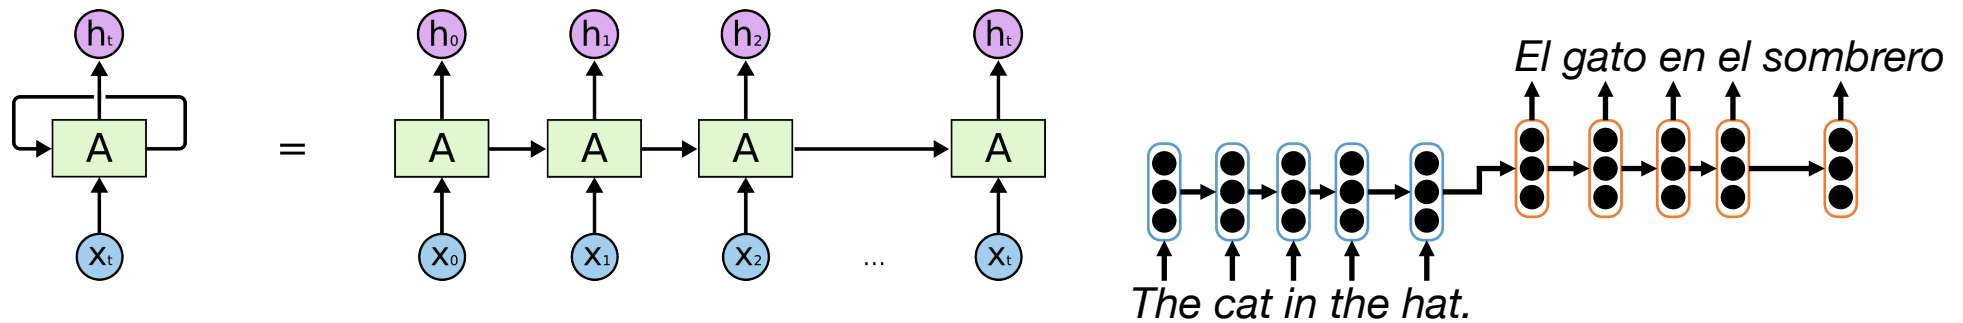 hₜ h₀ h₁ h₂ hₜ
El gato en el sombrero
A = A A A A
xₜ x₀ x₁ x₂ ... xₜ
The cat in the hat.